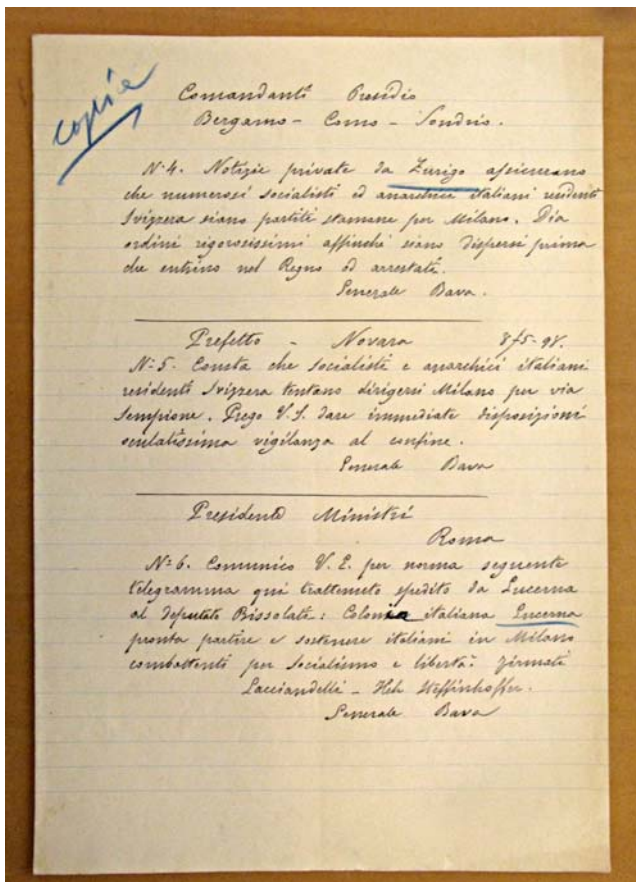 copia
Comandanti Presidio
Bergamo - Como - Sondrio.
N.º 4. Notizie private da Zurigo assicurano
che numerosi socialisti ed anarchici italiani residenti
Svizzera siano partiti stamane per Milano. Dia
ordini rigorosissimi affinchè siano dispersi prima
che entrino nel Regno od arrestati.
Generale Bava.
Prefetto - Novara 8/5-98.
N.º 5. Consta che socialisti e anarchici italiani
residenti Svizzera tentano dirigersi Milano per via
Sempione. Prego V.S. dare immediate disposizioni
oculatissima vigilanza al confine.
Generale Bava
Presidente Ministri
Roma
N.º 6. Comunico V.E. per norma seguente
telegramma qui trattenuto spedito da Lucerna
al deputato Bissolati: Colonia italiana Lucerna
pronta partire e sostenere italiani in Milano
combattenti per socialismo e libertà: firmati
Generale Bava